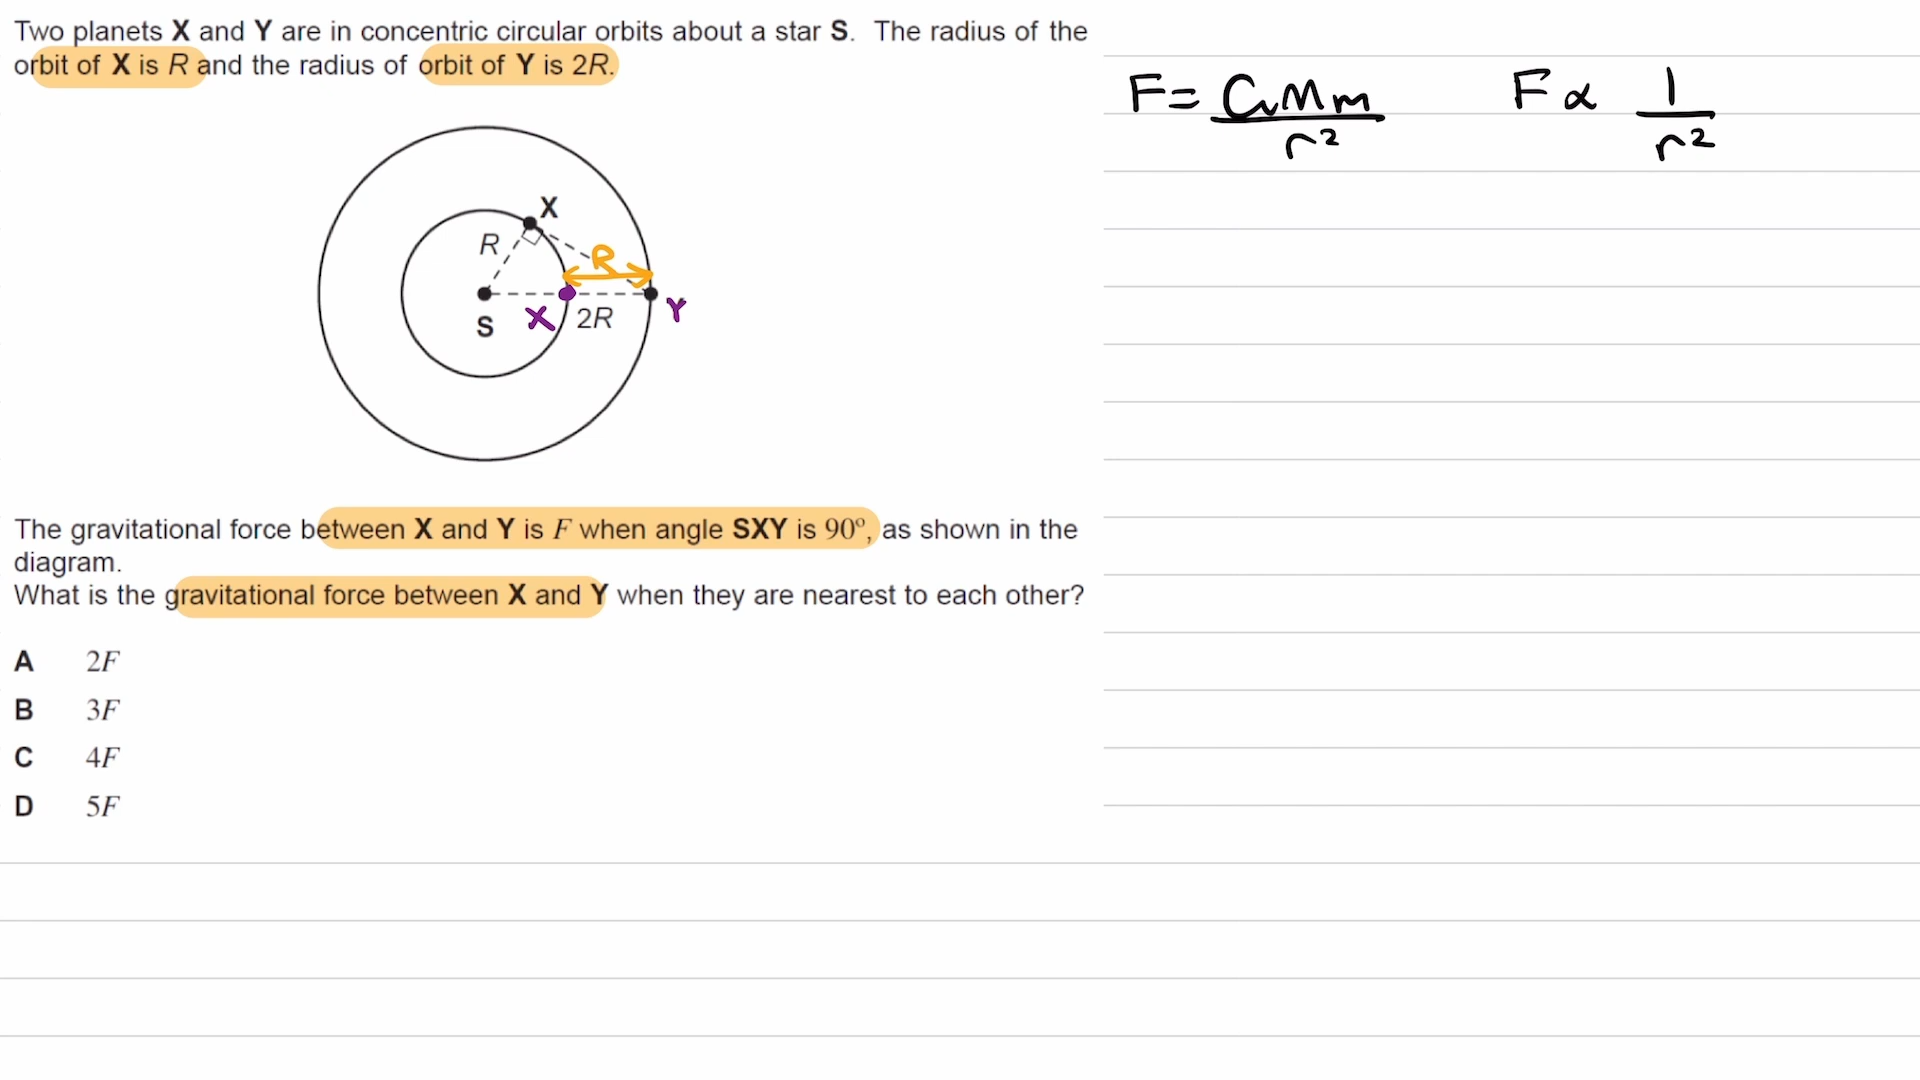 Two planets X and Y are in concentric circular orbits about a star S. The radius of the
orbit of X is R and the radius of orbit of Y is 2R.
F = GMm / r²
F ∝ 1 / r²
X
R
R
S
X
2R
Y
The gravitational force between X and Y is F when angle SXY is 90°, as shown in the
diagram.
What is the gravitational force between X and Y when they are nearest to each other?
A 2F
B 3F
C 4F
D 5F